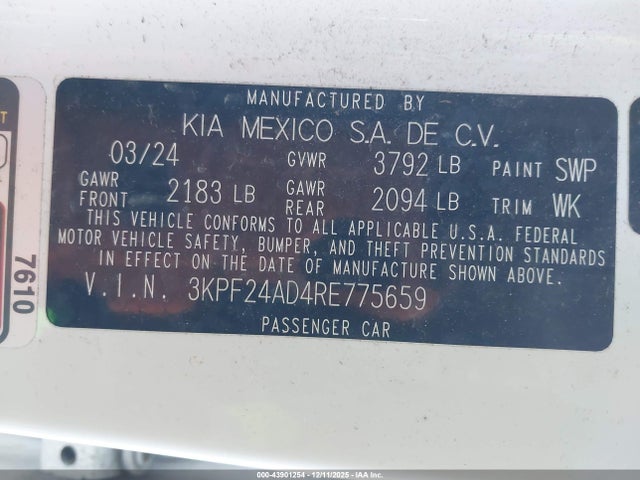 MANUFACTURED BY
KIA MEXICO S.A. DE C.V.
03/24 GVWR 3792 LB PAINT SWP
GAWR FRONT 2183 LB GAWR REAR 2094 LB TRIM WK
THIS VEHICLE CONFORMS TO ALL APPLICABLE U.S.A. FEDERAL
MOTOR VEHICLE SAFETY, BUMPER, AND THEFT PREVENTION STANDARDS
IN EFFECT ON THE DATE OF MANUFACTURE SHOWN ABOVE.
V.I.N. 3KPF24AD4RE775659
PASSENGER CAR
7610
000-43901254 - 12/11/2025 - IAA Inc.